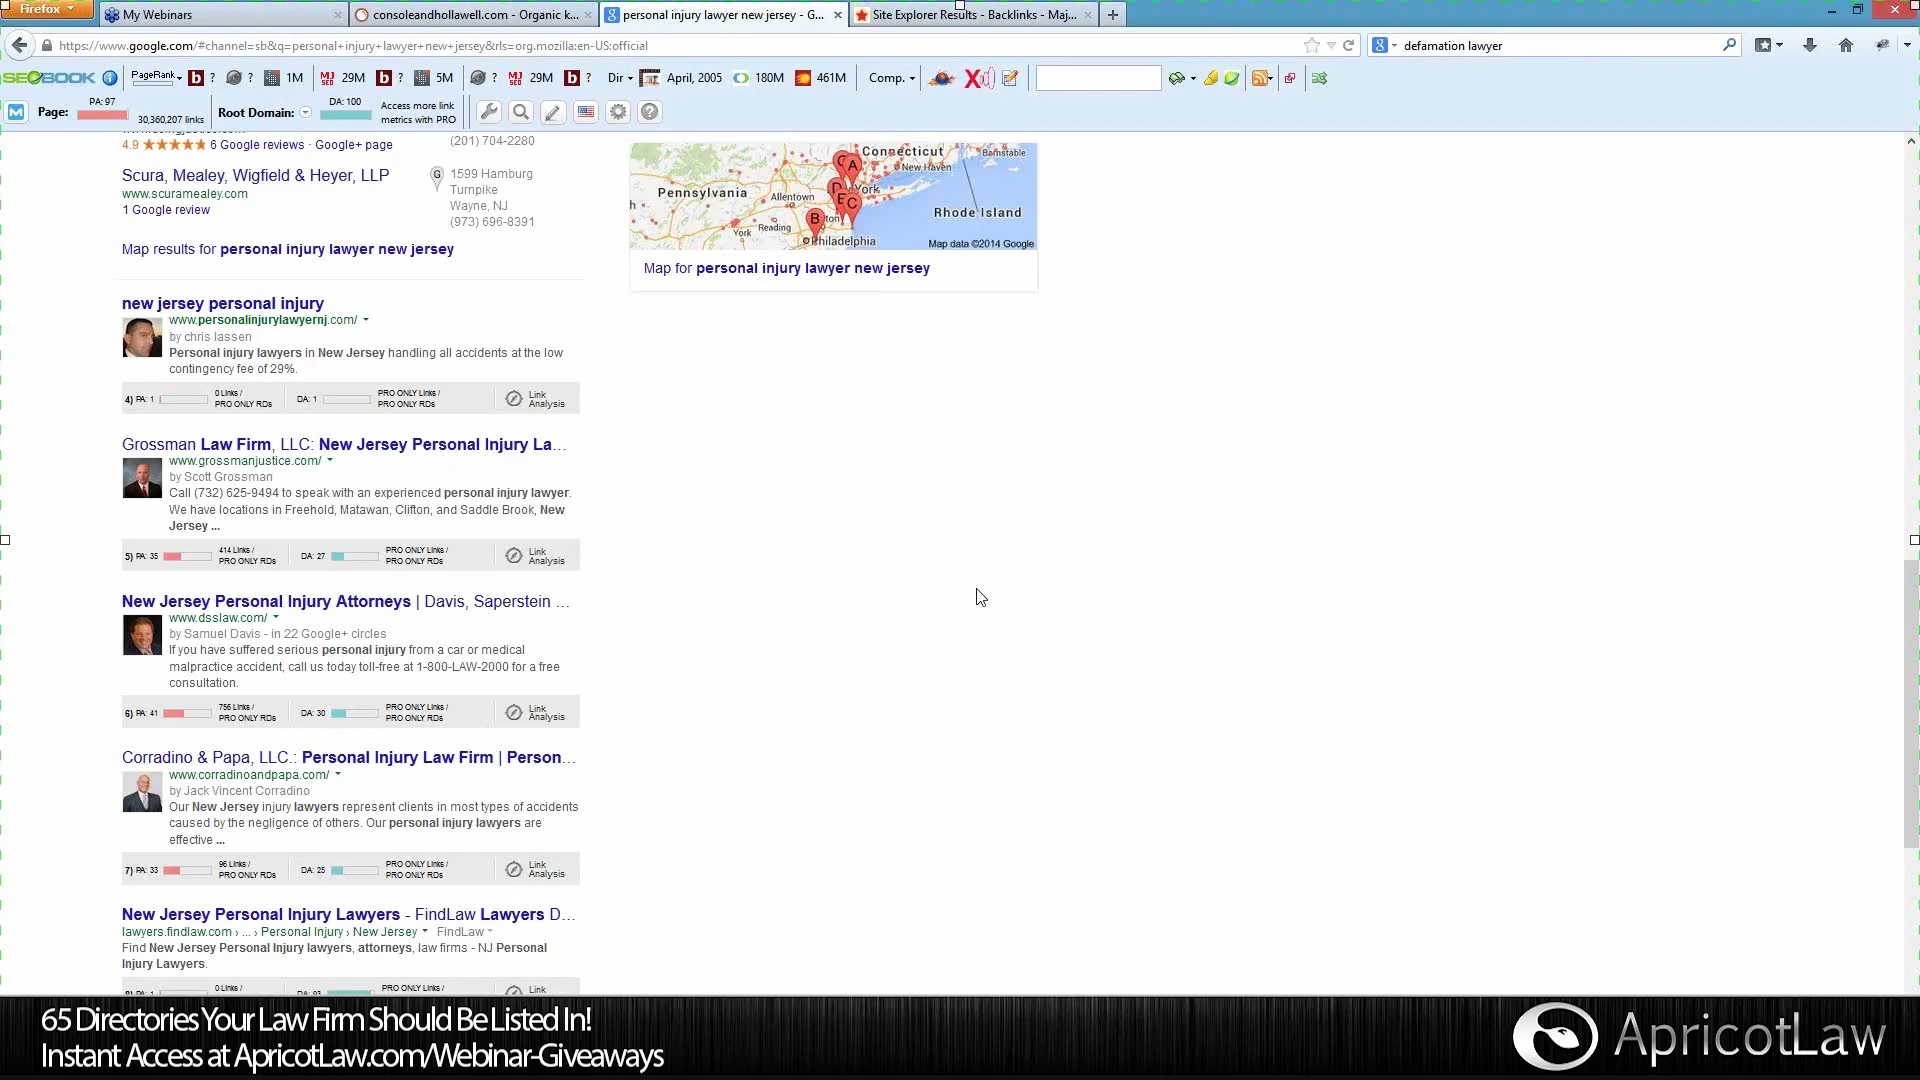 Firefox
My Webinars
consoleandhollawell.com - Organic k...
personal injury lawyer new jersey - G...
Site Explorer Results - Backlinks - Maj...
https://www.google.com/#channel=sb&q=personal+injury+lawyer+new+jersey&rls=org.mozilla:en-US:official
defamation lawyer
SEOBOOK
PageRank
? ? 1M 29M ? 5M ? 29M ? Dir April, 2005 180M 461M Comp.
Page:
PA: 97
30,360,207 links
Root Domain:
DA: 100
Access more link
metrics with PRO
4.9 6 Google reviews · Google+ page
(201) 704-2280
Scura, Mealey, Wigfield & Heyer, LLP
www.scuramealey.com
1 Google review
G
1599 Hamburg
Turnpike
Wayne, NJ
(973) 696-8391
Map results for personal injury lawyer new jersey
Connecticut
Barnstable
New Haven
Pennsylvania
Allentown
York
Rhode Island
Reading
York
Philadelphia
Map data ©2014 Google
A
B
C
Map for personal injury lawyer new jersey
new jersey personal injury
www.personalinjurylawyernj.com/
by chris lassen
Personal injury lawyers in New Jersey handling all accidents at the low
contingency fee of 29%.
4) PA: 1 0 Links / PRO ONLY RDs DA: 1 PRO ONLY Links / PRO ONLY RDs Link Analysis
Grossman Law Firm, LLC: New Jersey Personal Injury La...
www.grossmanjustice.com/
by Scott Grossman
Call (732) 625-9494 to speak with an experienced personal injury lawyer.
We have locations in Freehold, Matawan, Clifton, and Saddle Brook, New
Jersey ...
5) PA: 35 414 Links / PRO ONLY RDs DA: 27 PRO ONLY Links / PRO ONLY RDs Link Analysis
New Jersey Personal Injury Attorneys | Davis, Saperstein ...
www.dsslaw.com/
by Samuel Davis - in 22 Google+ circles
If you have suffered serious personal injury from a car or medical
malpractice accident, call us today toll-free at 1-800-LAW-2000 for a free
consultation.
6) PA: 41 756 Links / PRO ONLY RDs DA: 30 PRO ONLY Links / PRO ONLY RDs Link Analysis
Corradino & Papa, LLC.: Personal Injury Law Firm | Person...
www.corradinoandpapa.com/
by Jack Vincent Corradino
Our New Jersey injury lawyers represent clients in most types of accidents
caused by the negligence of others. Our personal injury lawyers are
effective ...
7) PA: 33 96 Links / PRO ONLY RDs DA: 25 PRO ONLY Links / PRO ONLY RDs Link Analysis
New Jersey Personal Injury Lawyers - FindLaw Lawyers D...
lawyers.findlaw.com › ... › Personal Injury › New Jersey FindLaw
Find New Jersey Personal Injury lawyers, attorneys, law firms - NJ Personal
Injury Lawyers.
0 Links / PRO ONLY Links / Link
65 Directories Your Law Firm Should Be Listed In!
Instant Access at ApricotLaw.com/Webinar-Giveaways
ApricotLaw